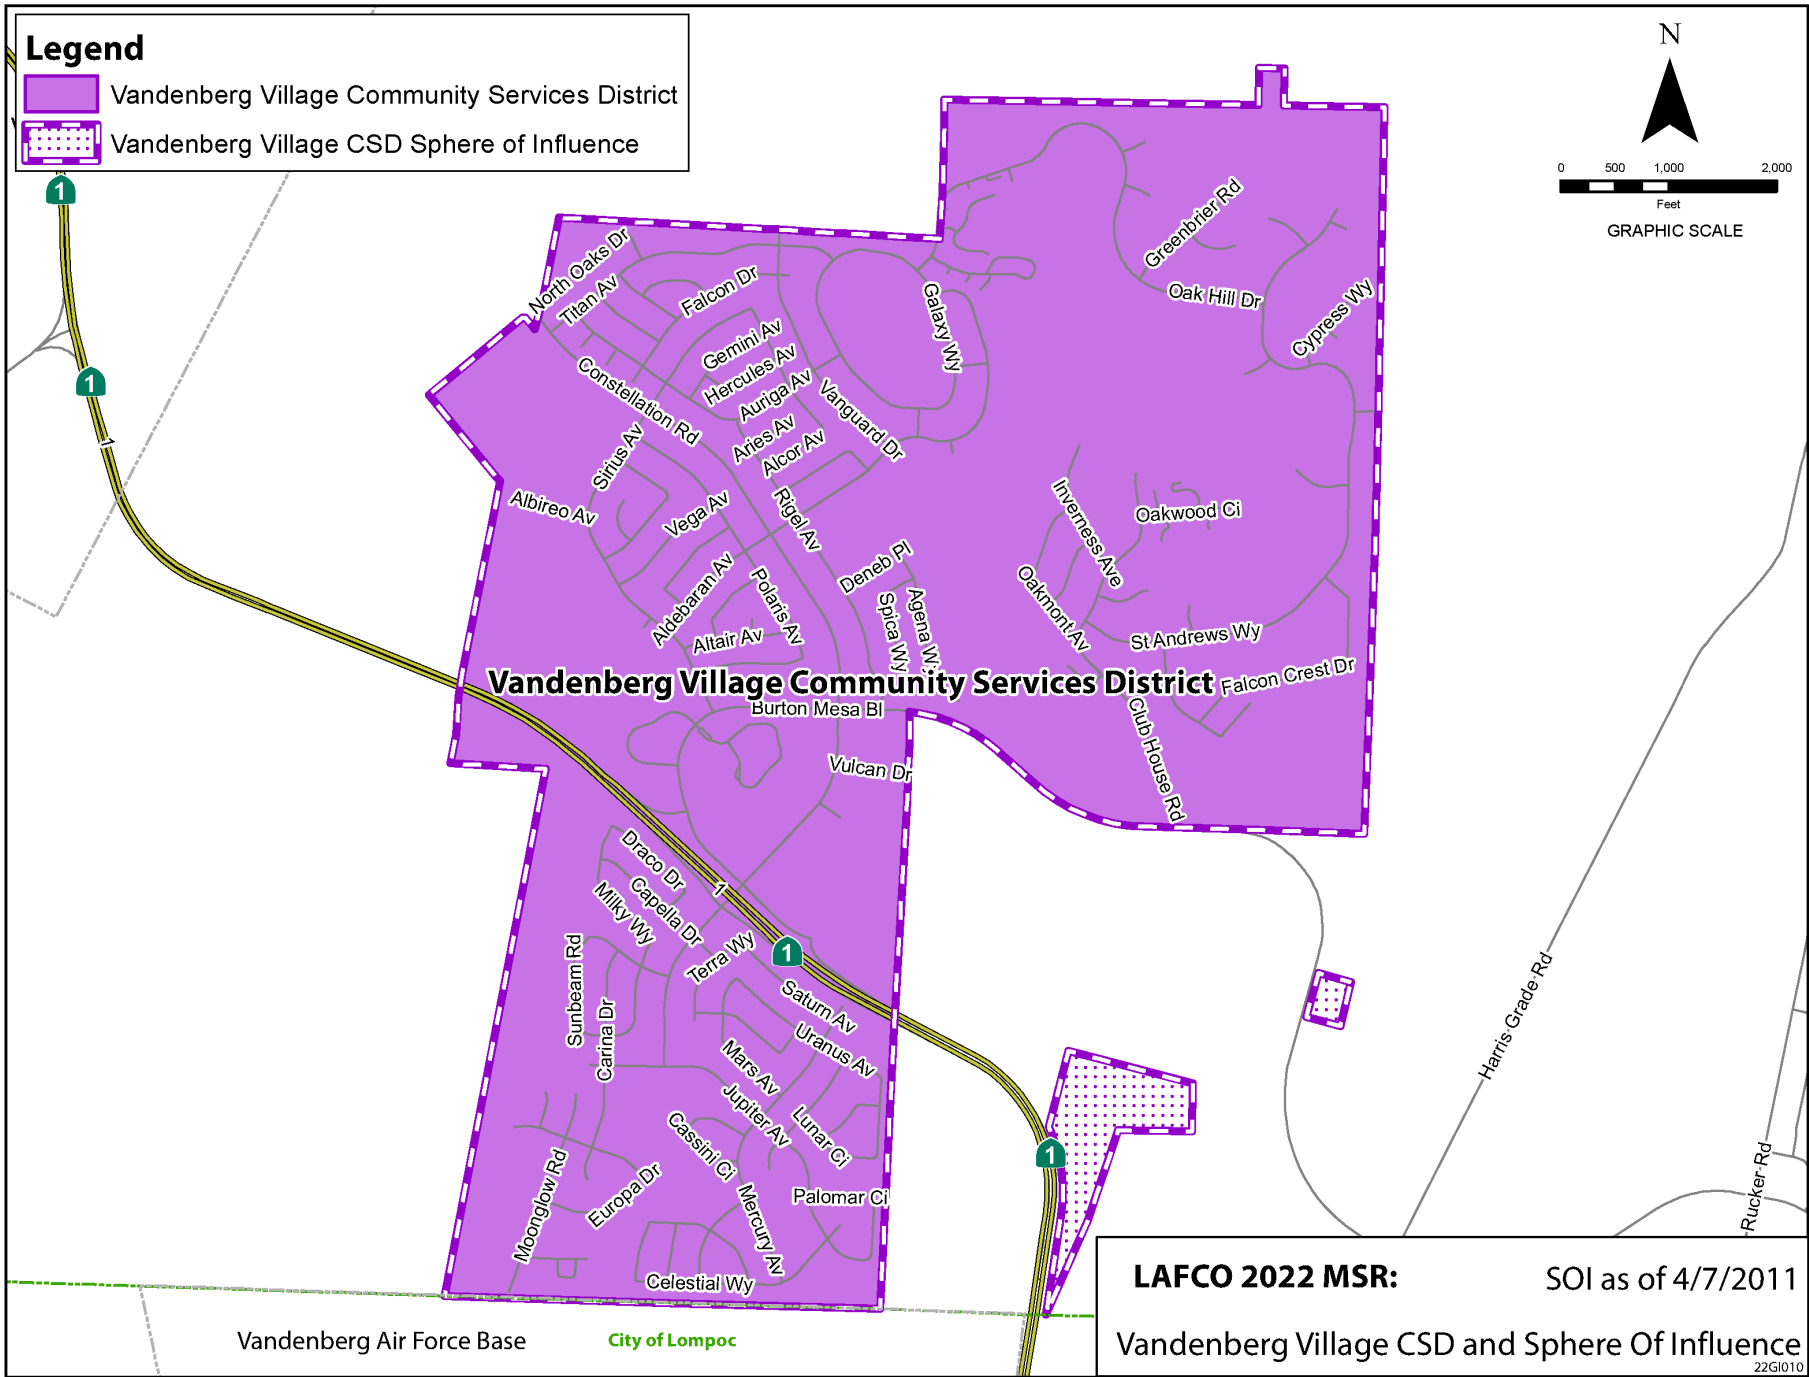 Legend
Vandenberg Village Community Services District
Vandenberg Village CSD Sphere of Influence
N
0 500 1,000 2,000
Feet
GRAPHIC SCALE
1
1
1
North Oaks Dr
Titan Av
Falcon Dr
Greenbrier Rd
Oak Hill Dr
Cypress Wy
Galaxy Wy
Gemini Av
Hercules Av
Auriga Av
Aries Av
Alcor Av
Vanguard Dr
Constellation Rd
Sirius Av
Albireo Av
Vega Av
Rigel Av
Inverness Ave
Oakwood Ci
Deneb Pl
Aldebaran Av
Polaris Av
Spica Wy
Agena W
Oakmont Av
Altair Av
St Andrews Wy
Falcon Crest Dr
Vandenberg Village Community Services District
Burton Mesa Bl
Club House Rd
Vulcan Dr
Draco Dr
Capella Dr
Milky Wy
1
Terra Wy
1
Sunbeam Rd
Carina Dr
Saturn Av
Uranus Av
Mars Av
Jupiter Av
Lunar Ci
Cassini Ci
Mercury Av
Palomar Ci
Moonglow Rd
Europa Dr
Celestial Wy
1
Harris Grade Rd
Rucker Rd
Vandenberg Air Force Base
City of Lompoc
LAFCO 2022 MSR: SOI as of 4/7/2011
Vandenberg Village CSD and Sphere Of Influence
22GI010